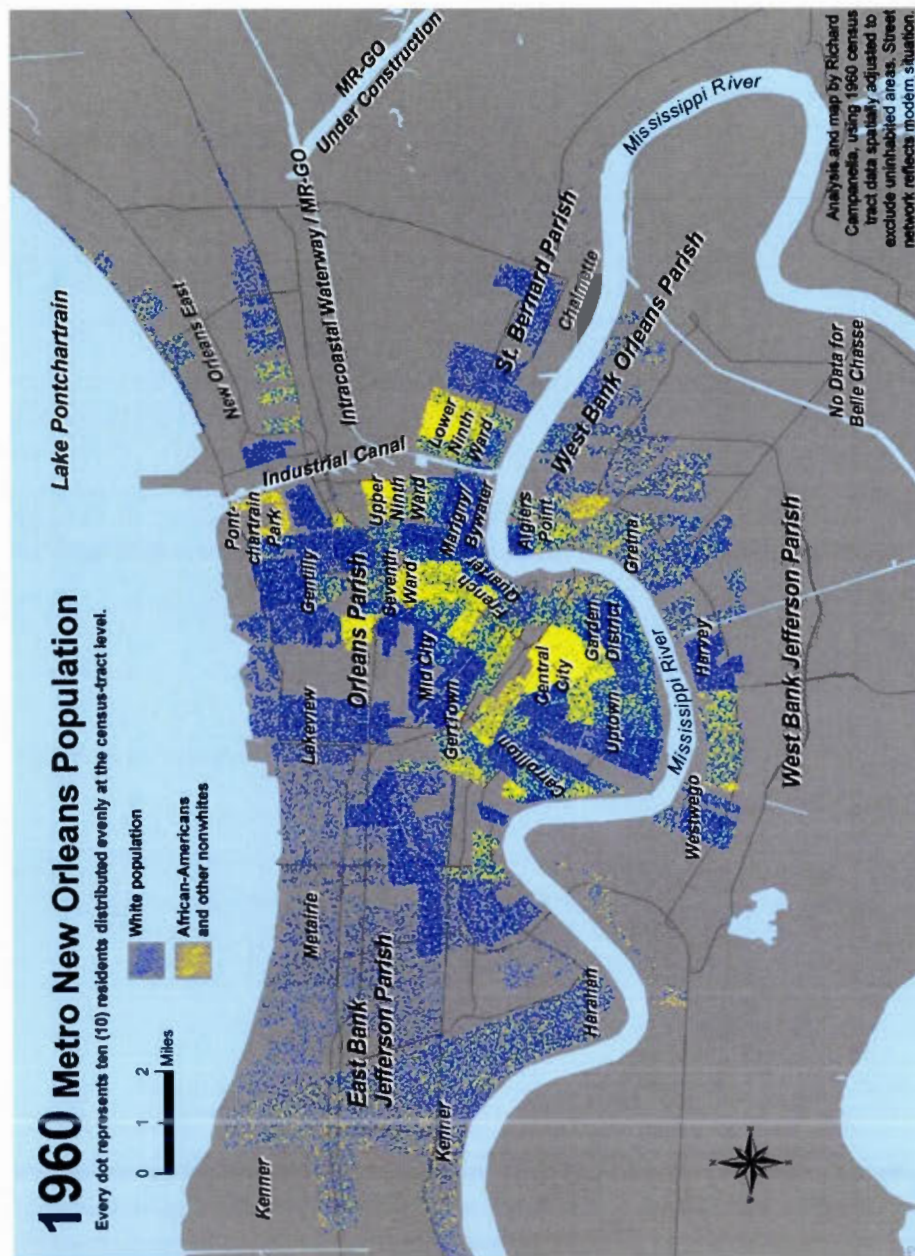 1960 Metro New Orleans Population
Every dot represents ten (10) residents distributed evenly at the census-tract level.
0 1 2
Miles
White population
African-Americans
and other nonwhites
Lake Pontchartrain
Kenner
Metairie
East Bank
Jefferson Parish
Kenner
Harahan
Lakeview
Orleans Parish
Gentilly
Pont-
chartrain
Park
New Orleans East
Industrial Canal
Intracoastal Waterway / MR-GO
MR-GO
Under Construction
Mid City
Gert Town
Seventh
Ward
Upper
Ninth
Ward
Lower
Ninth
Ward
Marigny/
Bywater
French
Quarter
Carrollton
Central
City
Garden
District
Uptown
Mississippi River
Algiers
Point
Gretna
Harvey
Westwego
St. Bernard Parish
Chalmette
West Bank Orleans Parish
Mississippi River
West Bank Jefferson Parish
No Data for
Belle Chasse
Analysis and map by Richard
Campanella, using 1960 census
tract data spatially adjusted to
exclude uninhabited areas. Street
network reflects modern situation.